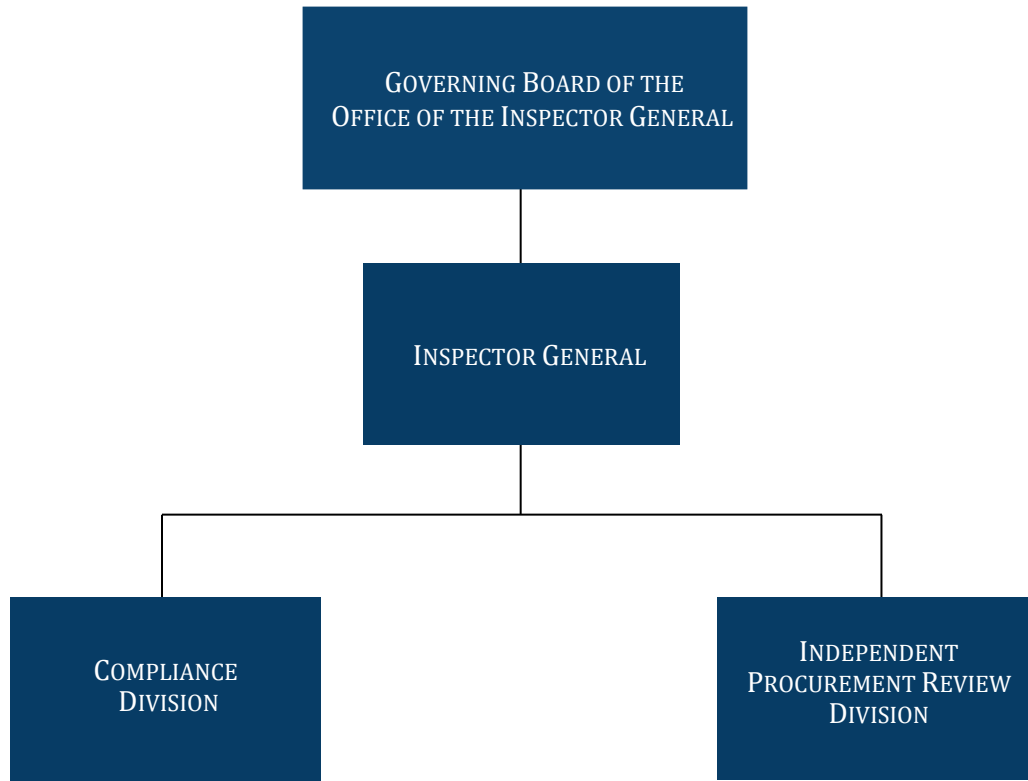 GOVERNING BOARD OF THE
OFFICE OF THE INSPECTOR GENERAL
INSPECTOR GENERAL
COMPLIANCE
DIVISION
INDEPENDENT
PROCUREMENT REVIEW
DIVISION